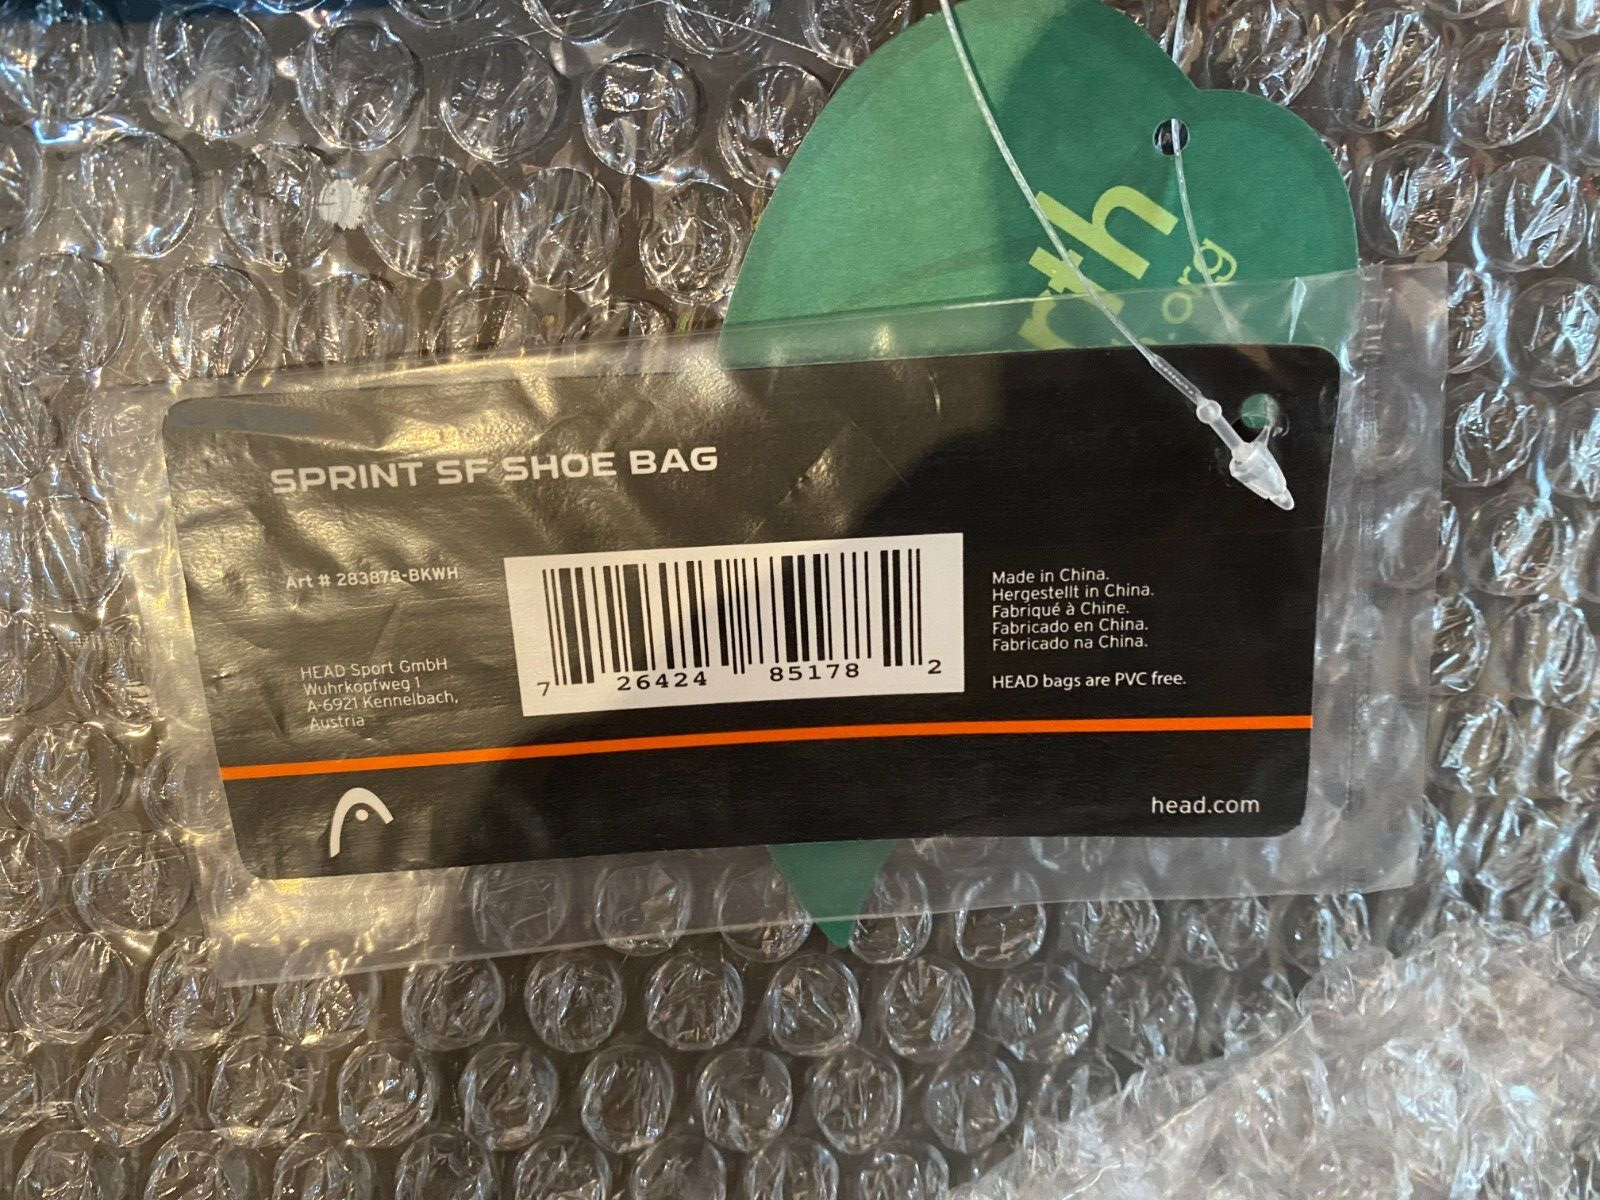 rth
.org
SPRINT SF SHOE BAG
Art # 283878-BKWH
HEAD Sport GmbH
Wuhrkopfweg 1
A-6921 Kennelbach,
Austria
7 26424 85178 2
Made in China.
Hergestellt in China.
Fabriqué à Chine.
Fabricado en China.
Fabricado na China.
HEAD bags are PVC free.
head.com